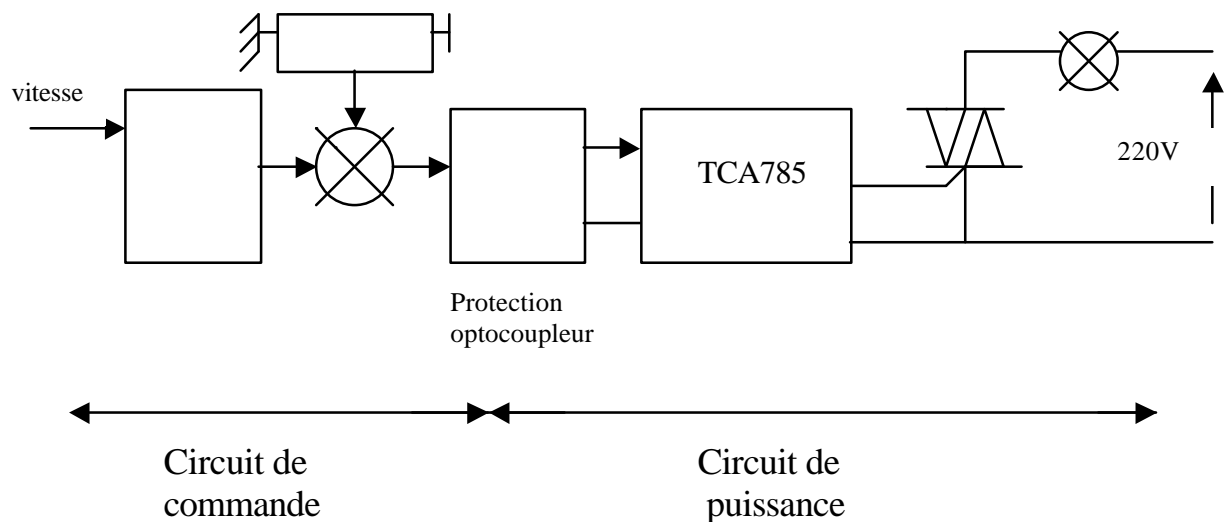 vitesse
TCA785
220V
Protection
optocoupleur
Circuit de
commande
Circuit de
puissance